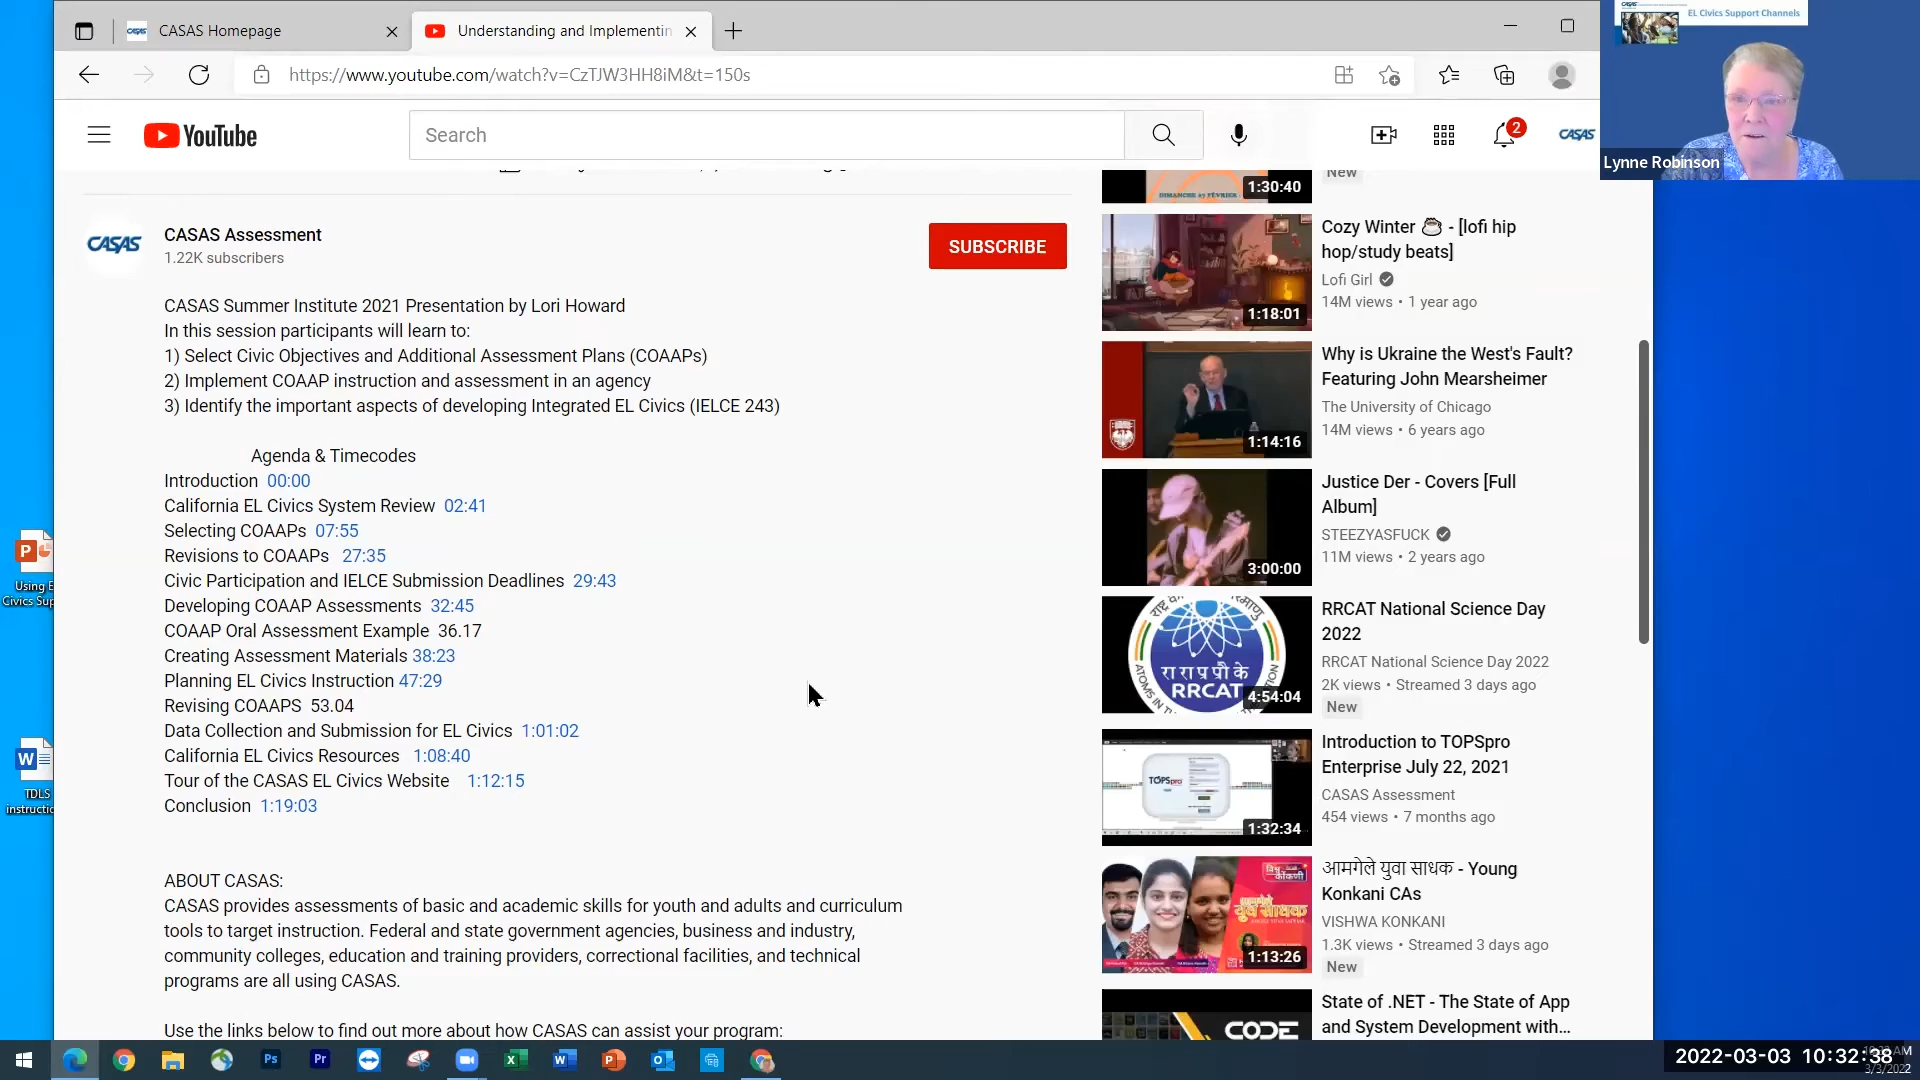 CASAS Homepage
Understanding and Implementin
https://www.youtube.com/watch?v=CzTJW3HH8iM&t=150s
EL Civics Support Channels
Lynne Robinson
YouTube
Search
2
CASAS
CASAS
CASAS Assessment
1.22K subscribers
SUBSCRIBE
CASAS Summer Institute 2021 Presentation by Lori Howard
In this session participants will learn to:
1) Select Civic Objectives and Additional Assessment Plans (COAAPs)
2) Implement COAAP instruction and assessment in an agency
3) Identify the important aspects of developing Integrated EL Civics (IELCE 243)
Agenda & Timecodes
Introduction 00:00
California EL Civics System Review 02:41
Selecting COAAPs 07:55
Revisions to COAAPs 27:35
Civic Participation and IELCE Submission Deadlines 29:43
Developing COAAP Assessments 32:45
COAAP Oral Assessment Example 36.17
Creating Assessment Materials 38:23
Planning EL Civics Instruction 47:29
Revising COAAPS 53.04
Data Collection and Submission for EL Civics 1:01:02
California EL Civics Resources 1:08:40
Tour of the CASAS EL Civics Website 1:12:15
Conclusion 1:19:03
ABOUT CASAS:
CASAS provides assessments of basic and academic skills for youth and adults and curriculum
tools to target instruction. Federal and state government agencies, business and industry,
community colleges, education and training providers, correctional facilities, and technical
programs are all using CASAS.
Use the links below to find out more about how CASAS can assist your program:
DIMANCHE 27 FÉVRIER
1:30:40
New
1:18:01
Cozy Winter ☕ - [lofi hip
hop/study beats]
Lofi Girl
14M views • 1 year ago
1:14:16
Why is Ukraine the West's Fault?
Featuring John Mearsheimer
The University of Chicago
14M views • 6 years ago
3:00:00
Justice Der - Covers [Full
Album]
STEEZYASFUCK
11M views • 2 years ago
RRCAT
4:54:04
RRCAT National Science Day
2022
RRCAT National Science Day 2022
2K views • Streamed 3 days ago
New
TOPSpro
1:32:34
Introduction to TOPSpro
Enterprise July 22, 2021
CASAS Assessment
454 views • 7 months ago
1:13:26
आमगेले युवा साधक - Young
Konkani CAs
VISHWA KONKANI
1.3K views • Streamed 3 days ago
New
CODE
State of .NET - The State of App
and System Development with...
Using E
Civics Sup
TDLS
instructio
2022-03-03 10:32:38